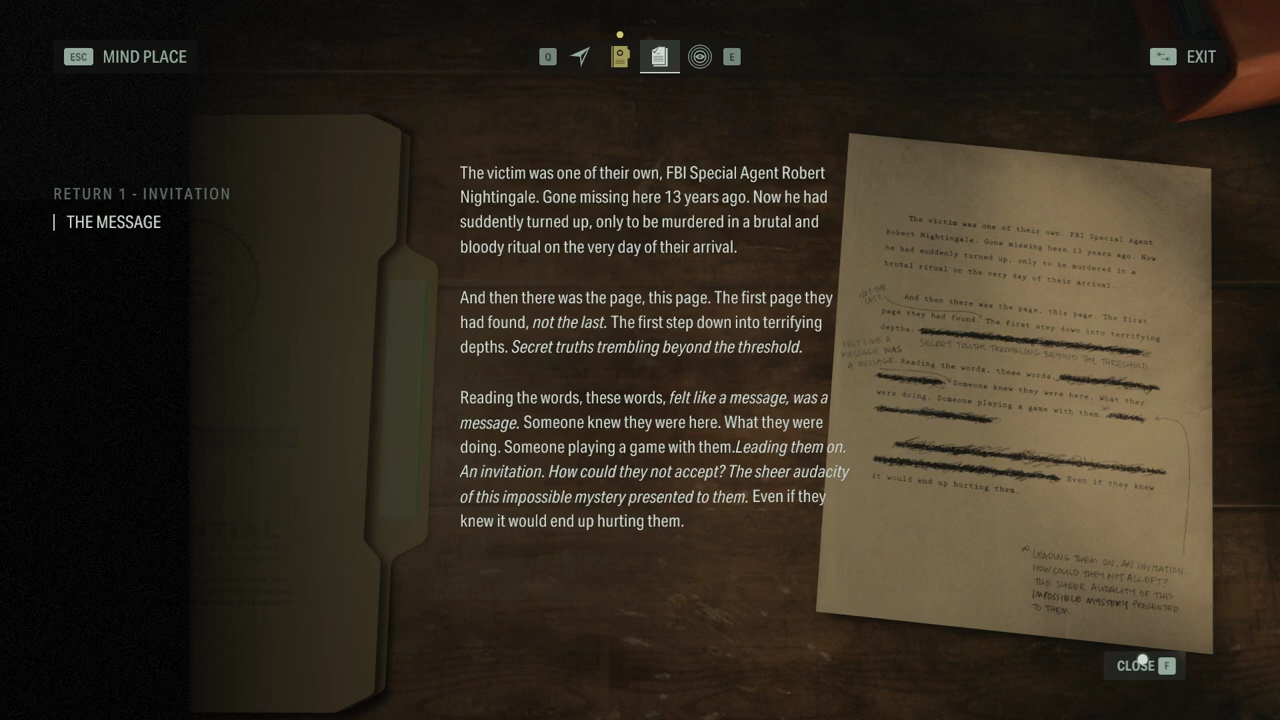 ESC MIND PLACE
Q
E
EXIT
RETURN 1 - INVITATION
THE MESSAGE
The victim was one of their own, FBI Special Agent Robert
Nightingale. Gone missing here 13 years ago. Now he had
suddently turned up, only to be murdered in a brutal and
bloody ritual on the very day of their arrival.
And then there was the page, this page. The first page they
had found, not the last. The first step down into terrifying
depths. Secret truths trembling beyond the threshold.
Reading the words, these words, felt like a message, was a
message. Someone knew they were here. What they were
doing. Someone playing a game with them.Leading them on.
An invitation. How could they not accept? The sheer audacity
of this impossible mystery presented to them. Even if they
knew it would end up hurting them.
The victim was one of their own, FBI Special Agent
Robert Nightingale. Gone missing here 13 years ago. Now
he had suddenly turned up, only to be murdered in a
brutal ritual on the very day of their arrival.
NOT THE
LAST
And then there was the page, this page. The first
page they had found. The first step down into terrifying
depths.
SECRET TRUTHS TREMBLING BEYOND THE THRESHOLD.
FELT LIKE A
MESSAGE WAS
A MESSAGE.
Reading the words, these words,
Someone knew they were here. What they
were doing. Someone playing a game with them.
Even if they knew
it would end up hurting them.
LEADING THEM ON. AN INVITATION.
HOW COULD THEY NOT ACCEPT?
THE SHEER AUDACITY OF THIS
IMPOSSIBLE MYSTERY PRESENTED
TO THEM.
NTIAL
CLOSE F